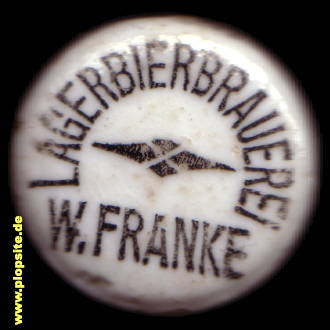 LAGERBIERBRAUEREI
W. FRANKE
www.plopsite.de